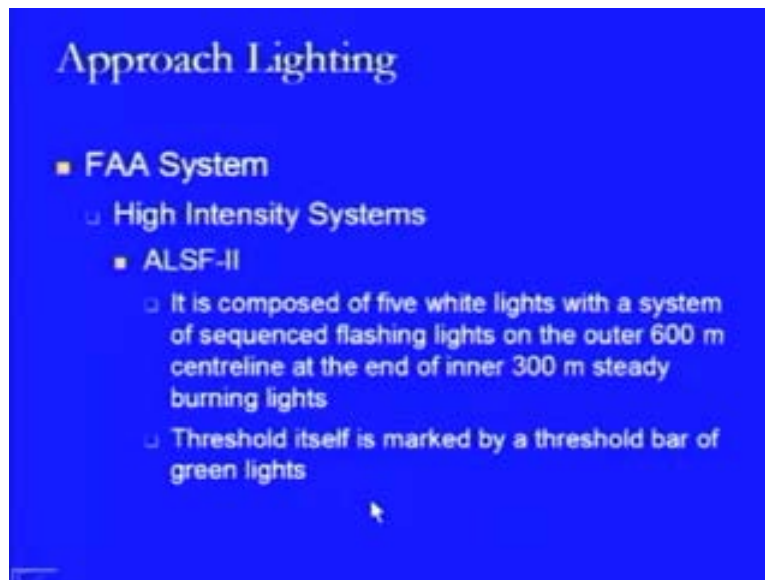 Approach Lighting
FAA System
High Intensity Systems
ALSF-II
It is composed of five white lights with a system
of sequenced flashing lights on the outer 600 m
centreline at the end of inner 300 m steady
burning lights
Threshold itself is marked by a threshold bar of
green lights